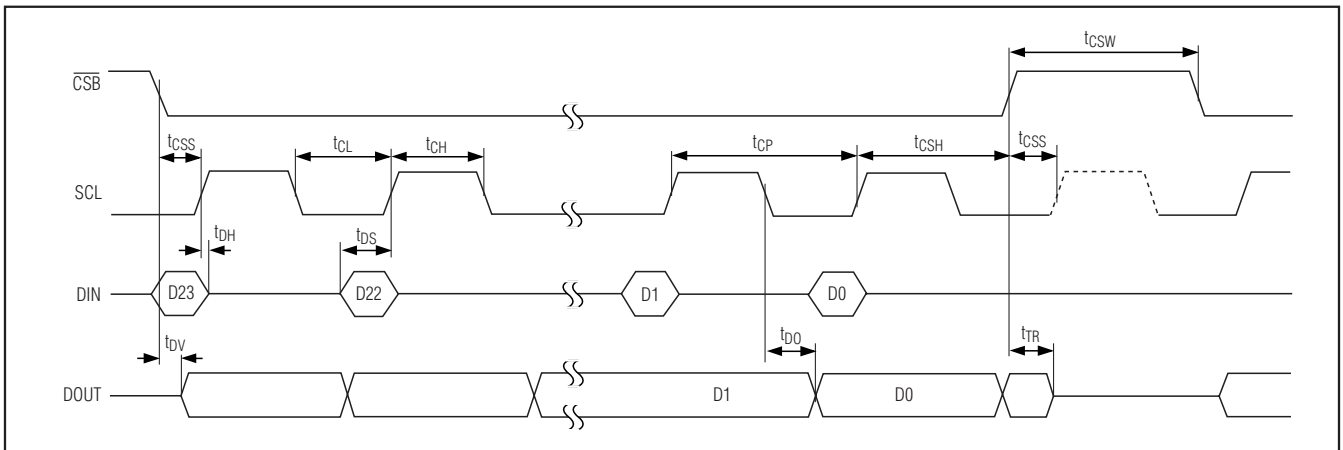 tCSW
CSB
tCSS tCL tCH tCP tCSH tCSS
SCL
tDH tDS
DIN D23 D22 D1 D0
tDV tDO tTR
DOUT D1 D0